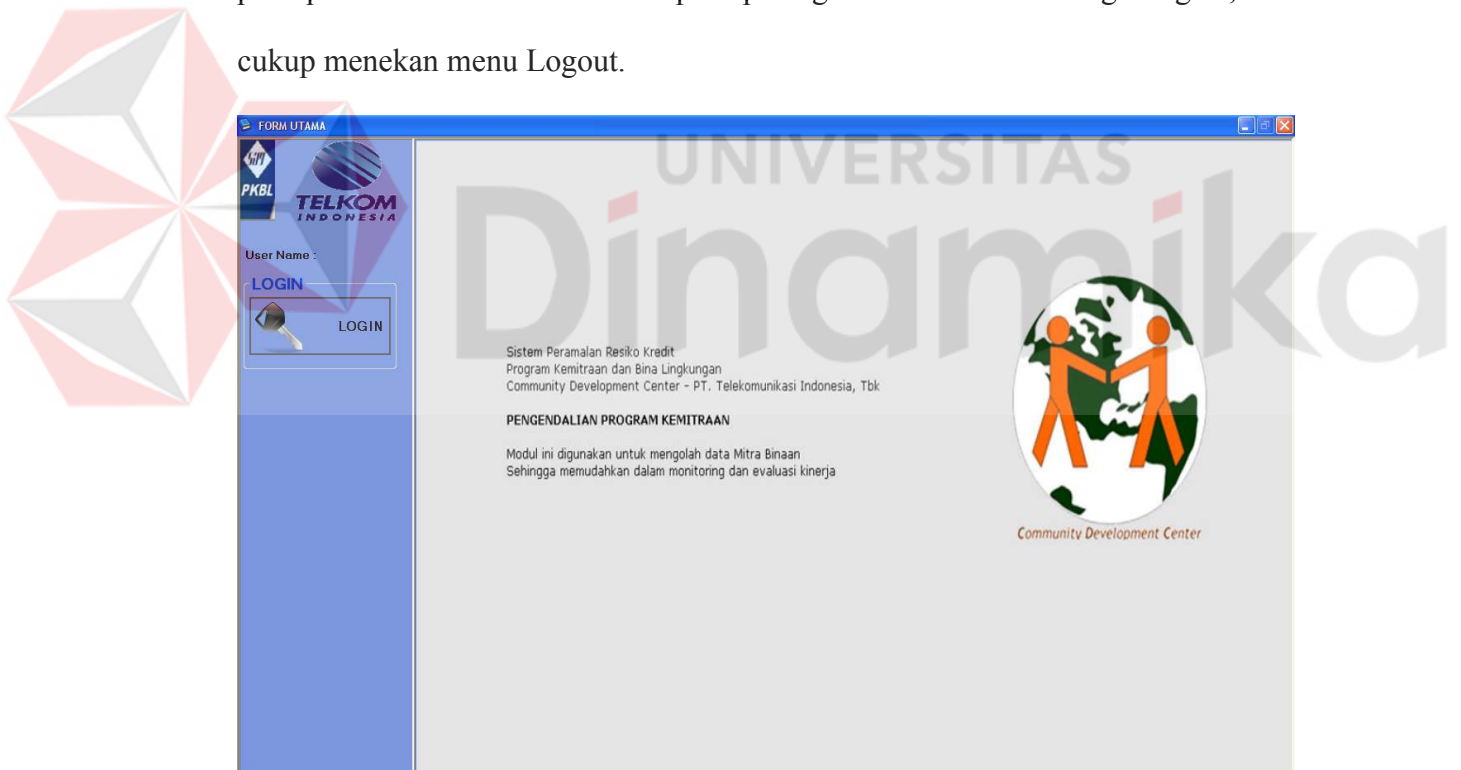 cukup menekan menu Logout.
FORM UTAMA
UNIVERSITAS
Dinamika
PKBL
TELKOM
INDONESIA
User Name :
LOGIN
LOGIN
Sistem Peramalan Resiko Kredit
Program Kemitraan dan Bina Lingkungan
Community Development Center - PT. Telekomunikasi Indonesia, Tbk
PENGENDALIAN PROGRAM KEMITRAAN
Modul ini digunakan untuk mengolah data Mitra Binaan
Sehingga memudahkan dalam monitoring dan evaluasi kinerja
Community Development Center